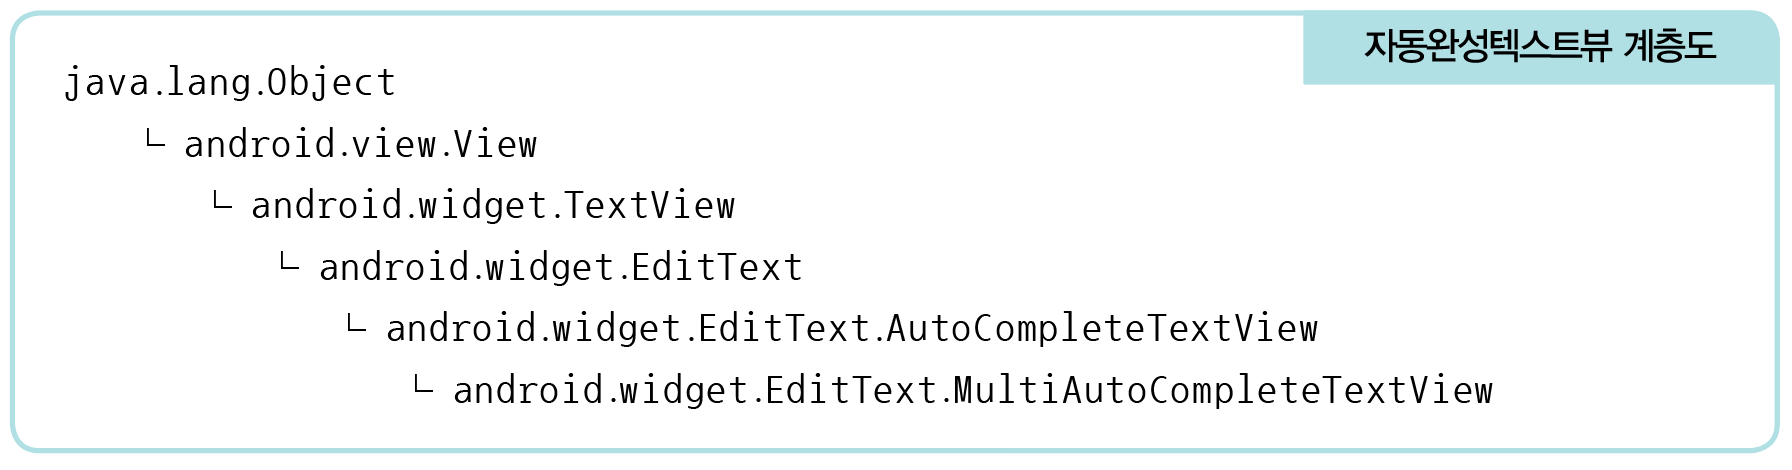 자동완성텍스트뷰 계층도
java.lang.Object
└ android.view.View
└ android.widget.TextView
└ android.widget.EditText
└ android.widget.EditText.AutoCompleteTextView
└ android.widget.EditText.MultiAutoCompleteTextView